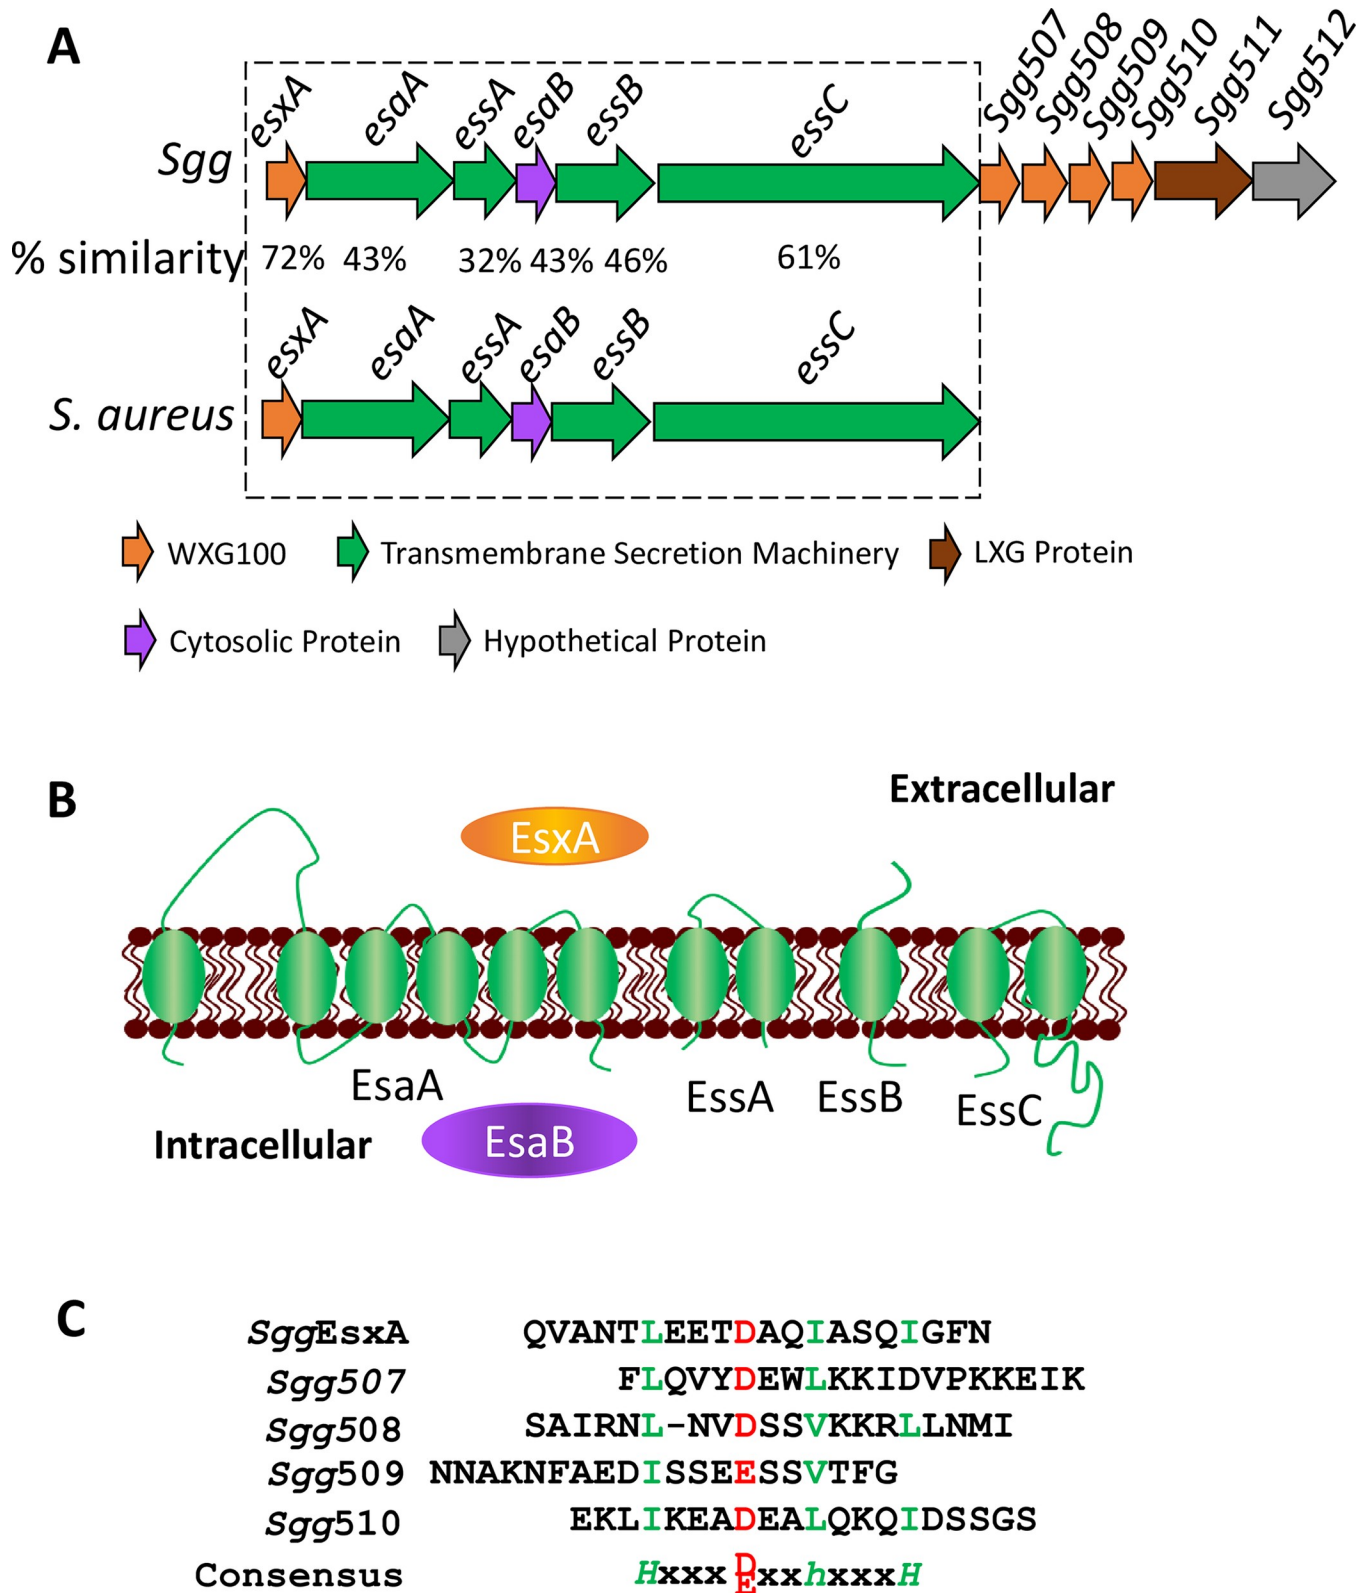 A
esxA esaA essA esaB essB essC Sgg507 Sgg508 Sgg509 Sgg510 Sgg511 Sgg512
Sgg
% similarity 72% 43% 32% 43% 46% 61%
esxA esaA essA esaB essB essC
S. aureus
WXG100 Transmembrane Secretion Machinery LXG Protein
Cytosolic Protein Hypothetical Protein
B
Extracellular
EsxA
EsaA EssA EssB EssC
Intracellular EsaB
C
SggEsxA QVANTLEETDAQIASQIGFN
Sgg507 FLQVYDEWLKKIDVPKKEIK
Sgg508 SAIRNL-NVDSSVKKRLLNMI
Sgg509 NNAKNFAEDISSEESSVTFG
Sgg510 EKLIKEADEALQKQIDSSGS
Consensus Hxxx D/E xxhxxxH